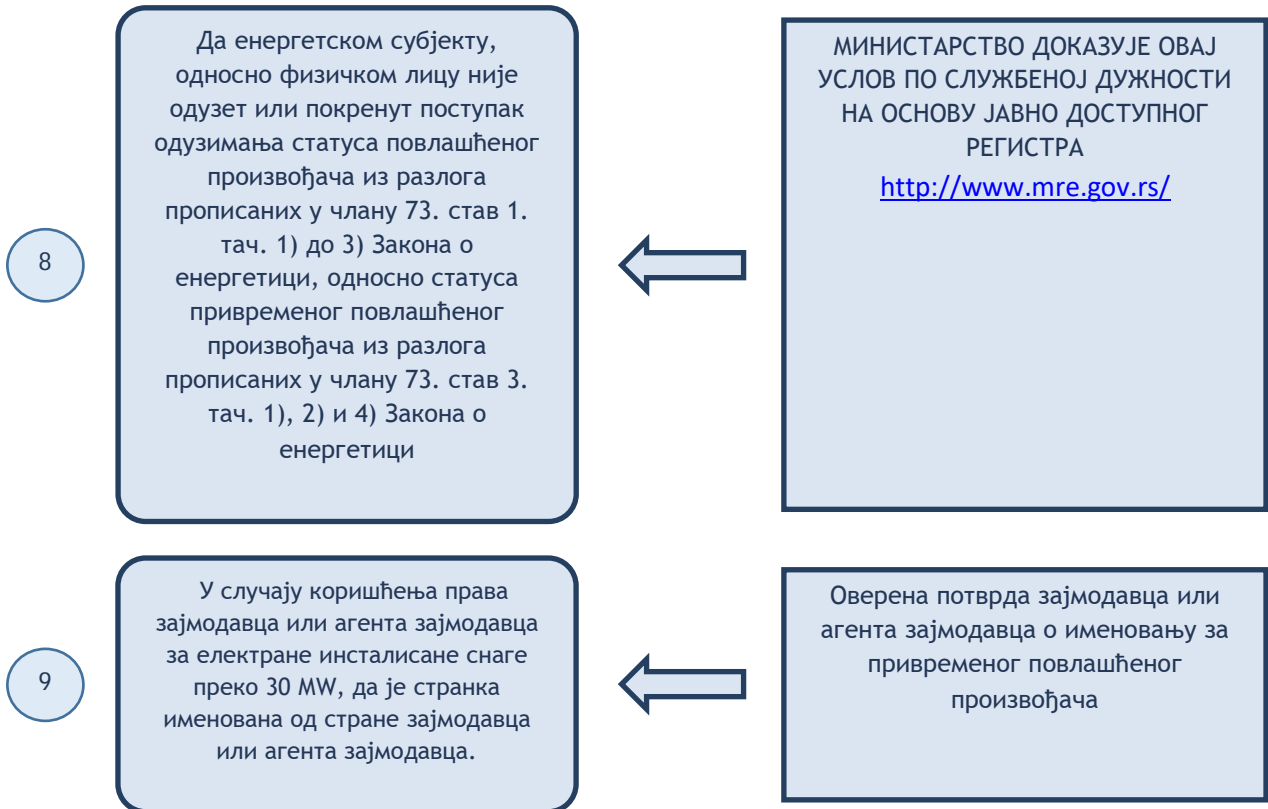 8
Да енергетском субјекту,
односно физичком лицу није
одузет или покренут поступак
одузимања статуса повлашћеног
произвођача из разлога
прописаних у члану 73. став 1.
тач. 1) до 3) Закона о
енергетици, односно статуса
привременог повлашћеног
произвођача из разлога
прописаних у члану 73. став 3.
тач. 1), 2) и 4) Закона о
енергетици
МИНИСТАРСТВО ДОКАЗУЈЕ ОВАЈ
УСЛОВ ПО СЛУЖБЕНОЈ ДУЖНОСТИ
НА ОСНОВУ ЈАВНО ДОСТУПНОГ
РЕГИСТРА
http://www.mre.gov.rs/
9
У случају коришћења права
зајмодавца или агента зајмодавца
за електране инсталисане снаге
преко 30 MW, да је странка
именована од стране зајмодавца
или агента зајмодавца.
Оверена потврда зајмодавца или
агента зајмодавца о именовању за
привременог повлашћеног
произвођача